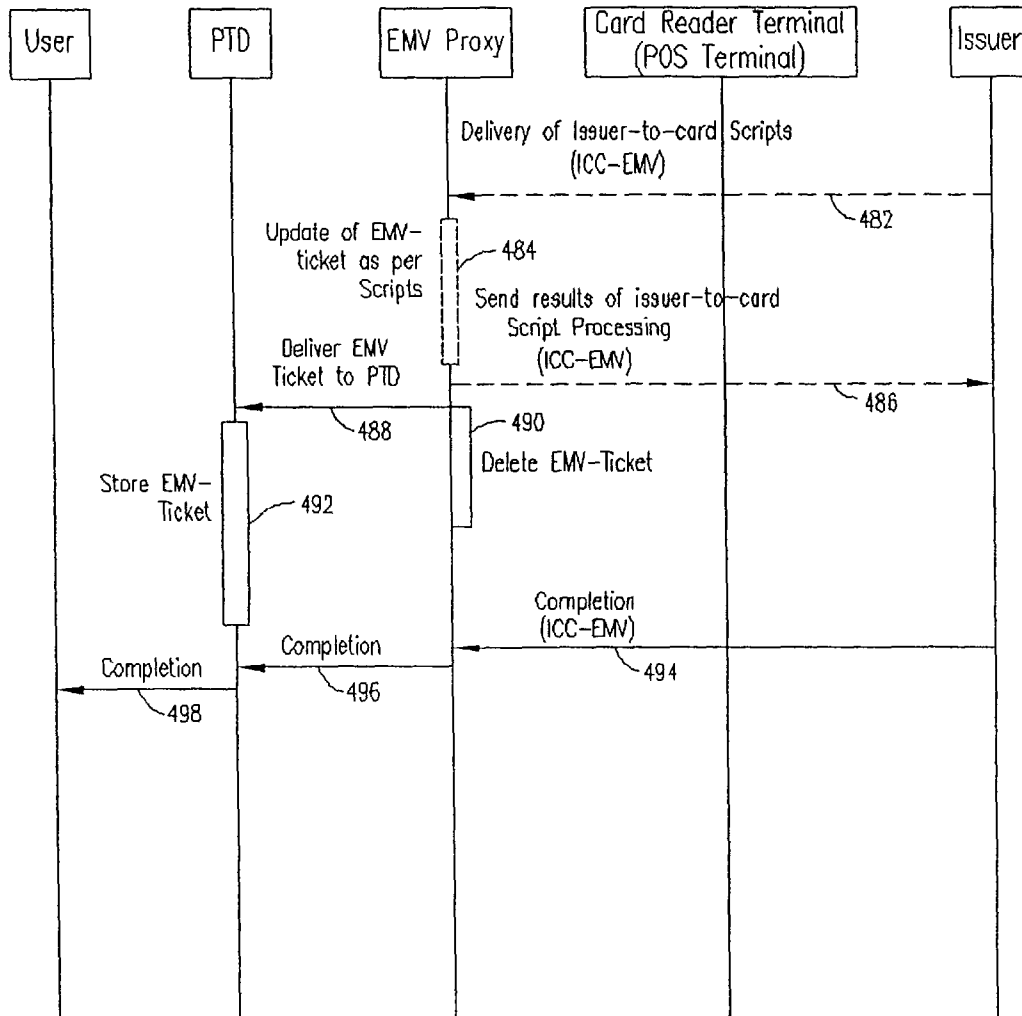 User
PTD
EMV Proxy
Card Reader Terminal
(POS Terminal)
Issuer
Delivery of Issuer-to-card Scripts
(ICC-EMV)
482
Update of EMV-
ticket as per
Scripts
484
Send results of issuer-to-card
Script Processing
(ICC-EMV)
486
Deliver EMV
Ticket to PTD
488
490
Delete EMV-Ticket
Store EMV-
Ticket
492
Completion
(ICC-EMV)
494
Completion
496
Completion
498